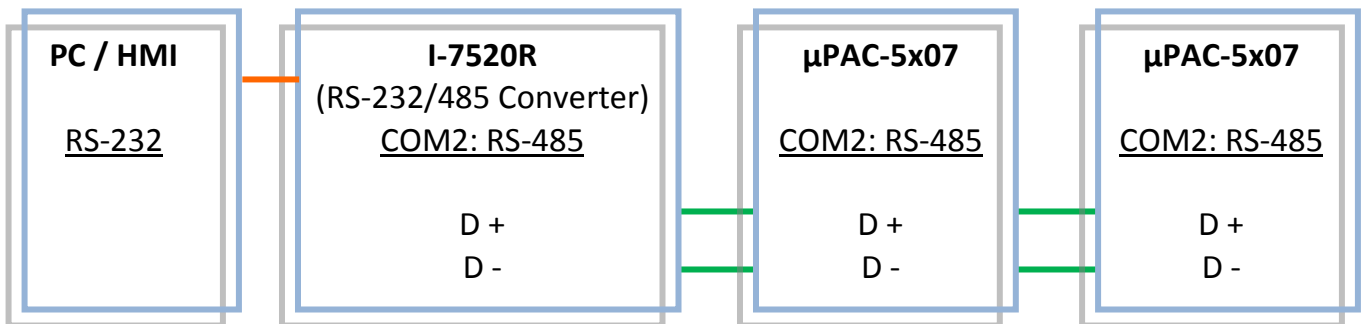 PC / HMI
RS-232
I-7520R
(RS-232/485 Converter)
COM2: RS-485
D +
D -
µPAC-5x07
COM2: RS-485
D +
D -
µPAC-5x07
COM2: RS-485
D +
D -